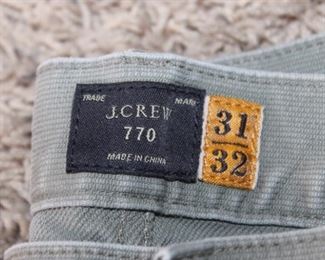 TRADE MARK
J.CREW
770
MADE IN CHINA
31
32